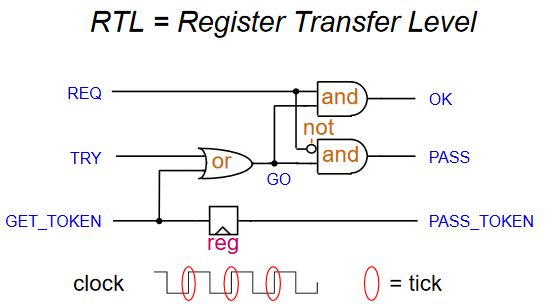 RTL = Register Transfer Level
REQ
and
OK
not
TRY
or
and
PASS
GO
GET_TOKEN
PASS_TOKEN
reg
clock
= tick